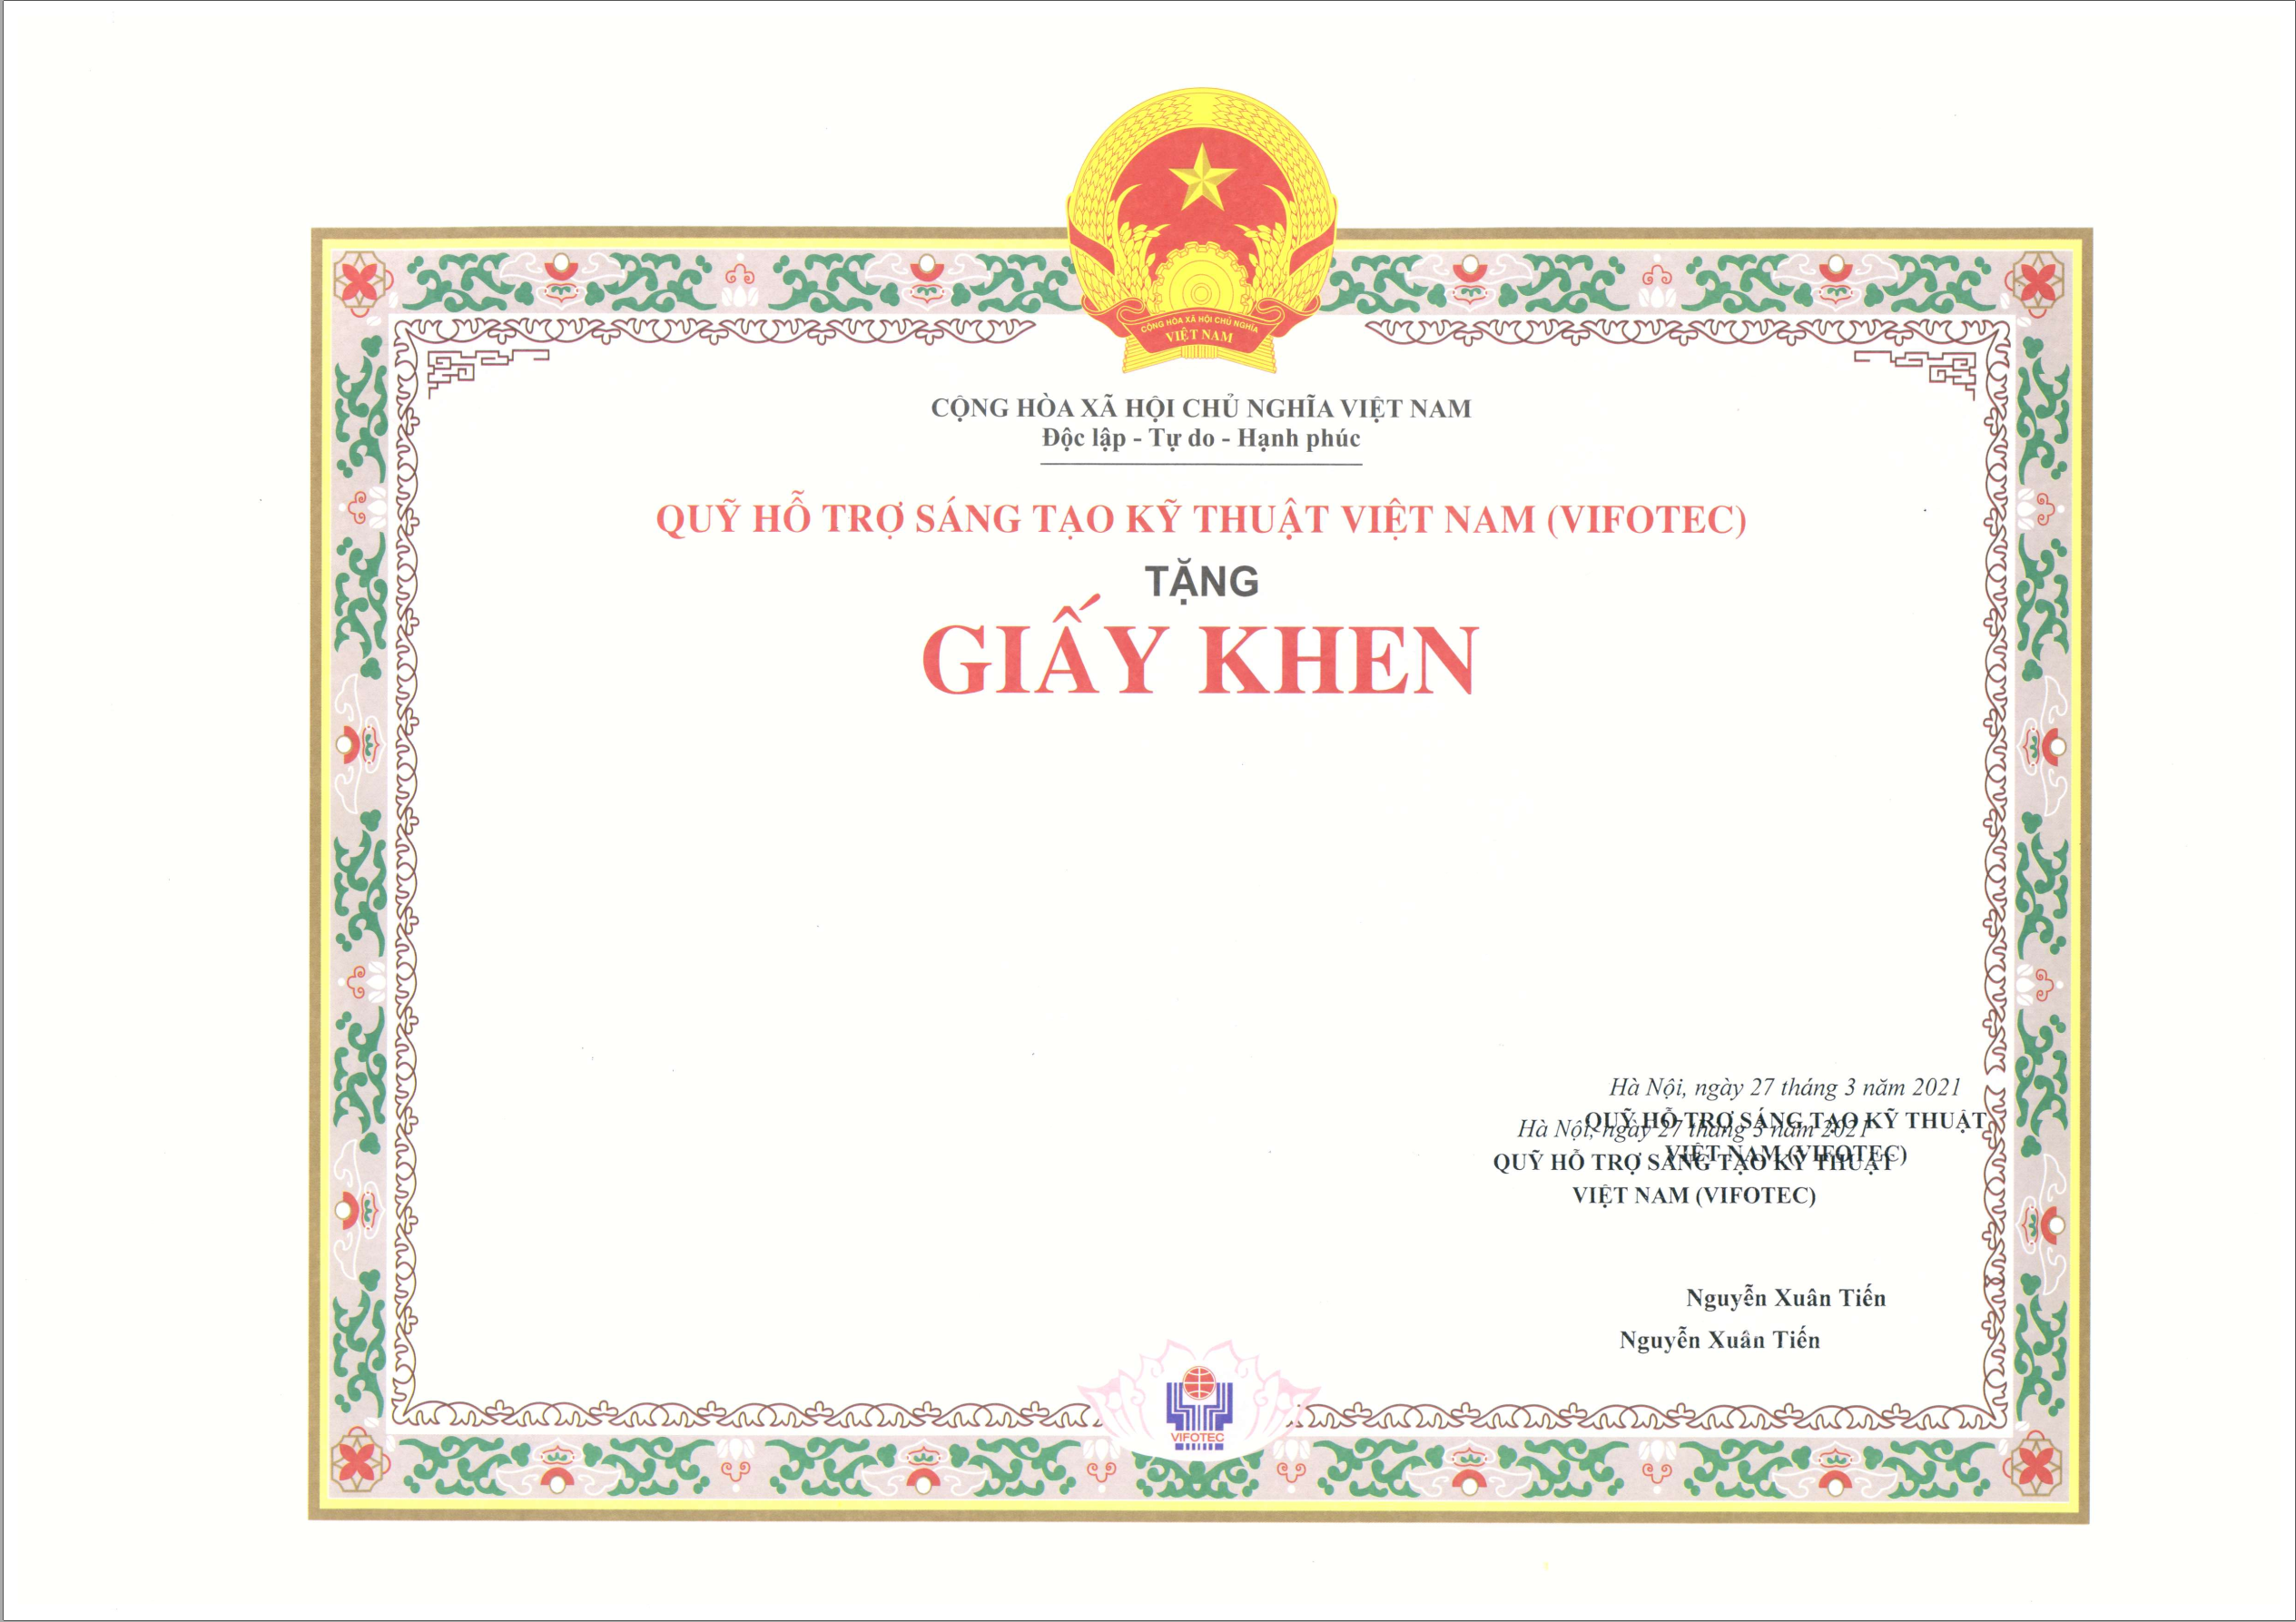 CỘNG HÒA XÃ HỘI CHỦ NGHĨA
VIỆT NAM
CỘNG HÒA XÃ HỘI CHỦ NGHĨA VIỆT NAM
Độc lập - Tự do - Hạnh phúc
QUỸ HỖ TRỢ SÁNG TẠO KỸ THUẬT VIỆT NAM (VIFOTEC)
TẶNG
GIẤY KHEN
Hà Nội, ngày 27 tháng 3 năm 2021
QUỸ HỖ TRỢ SÁNG TẠO KỸ THUẬT
Hà Nội, ngày 27 tháng 3 năm 2021
VIỆT NAM (VIFOTEC)
QUỸ HỖ TRỢ SÁNG TẠO KỸ THUẬT
VIỆT NAM (VIFOTEC)
Nguyễn Xuân Tiến
Nguyễn Xuân Tiến
VIFOTEC